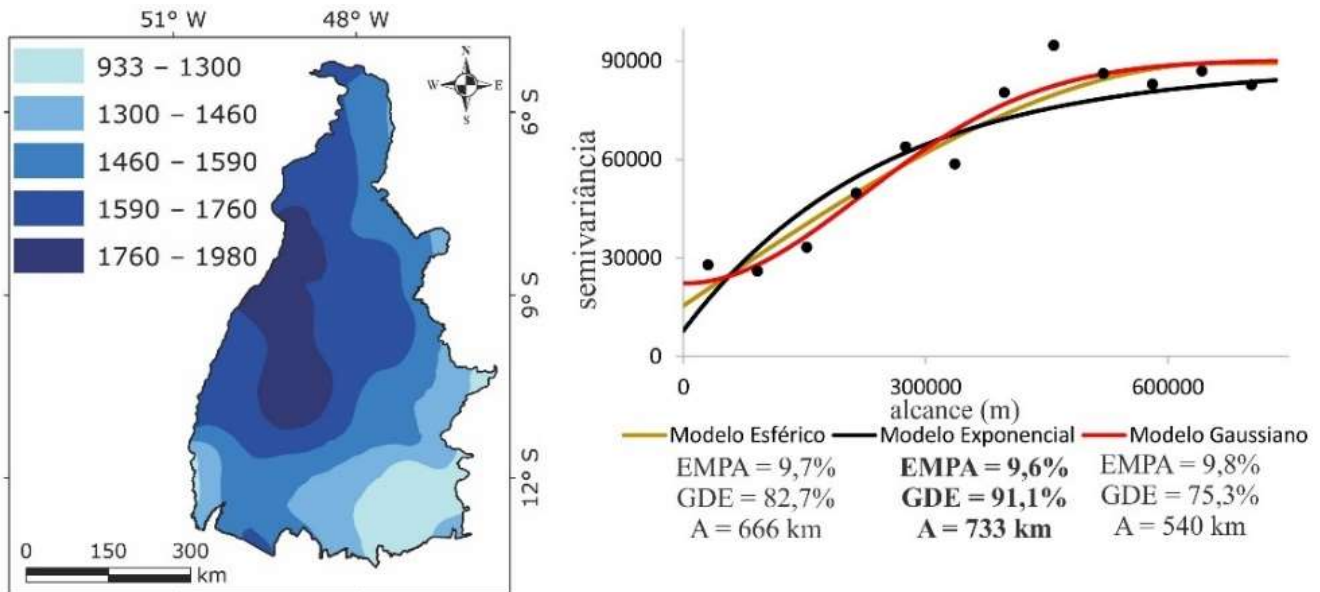 51° W 48° W
933 – 1300
1300 – 1460
1460 – 1590
1590 – 1760
1760 – 1980
N
W E
S
6° S
9° S
12° S
0 150 300
km
semivariância
90000
60000
30000
0
0 300000 600000
alcance (m)
Modelo Esférico Modelo Exponencial Modelo Gaussiano
EMPA = 9,7% EMPA = 9,6% EMPA = 9,8%
GDE = 82,7% GDE = 91,1% GDE = 75,3%
A = 666 km A = 733 km A = 540 km